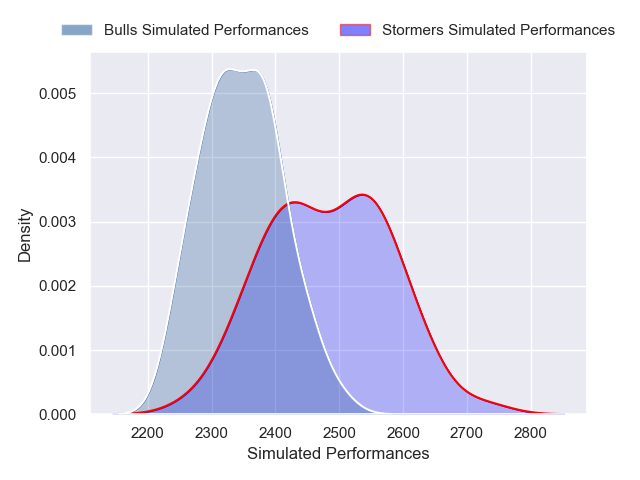 Bulls Simulated Performances Stormers Simulated Performances
0.005
0.004
0.003
0.002
0.001
0.000
Density
2200 2300 2400 2500 2600 2700 2800
Simulated Performances